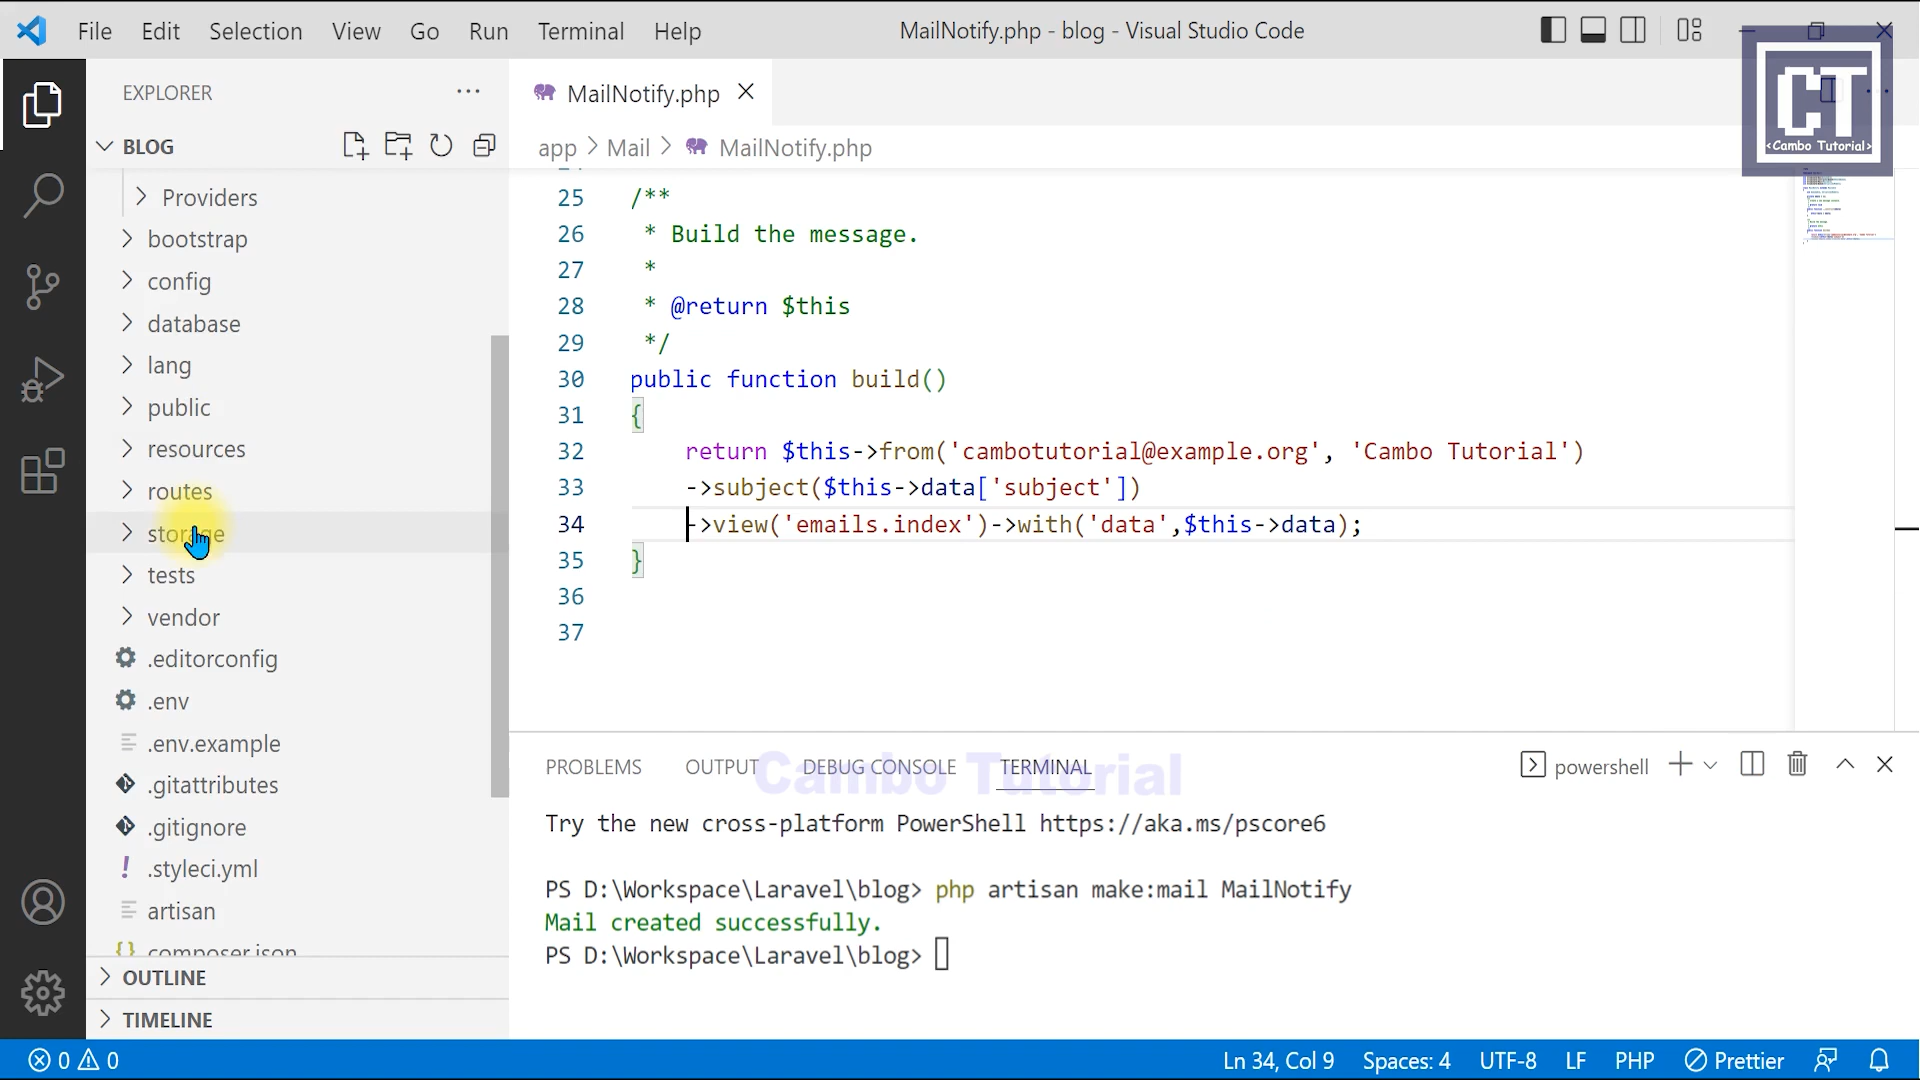 File Edit Selection View Go Run Terminal Help
MailNotify.php - blog - Visual Studio Code
CT
<Cambo Tutorial>
EXPLORER
BLOG
Providers
bootstrap
config
database
lang
public
resources
routes
storage
tests
vendor
.editorconfig
.env
.env.example
.gitattributes
.gitignore
.styleci.yml
artisan
composer.json
OUTLINE
TIMELINE
MailNotify.php
app > Mail > MailNotify.php
25 /**
26 * Build the message.
27 *
28 * @return $this
29 */
30 public function build()
31 {
32 return $this->from('cambotutorial@example.org', 'Cambo Tutorial')
33 ->subject($this->data['subject'])
34 ->view('emails.index')->with('data',$this->data);
35 }
36
37
PROBLEMS OUTPUT DEBUG CONSOLE TERMINAL
Cambo Tutorial
powershell
Try the new cross-platform PowerShell https://aka.ms/pscore6
PS D:\Workspace\Laravel\blog> php artisan make:mail MailNotify
Mail created successfully.
PS D:\Workspace\Laravel\blog>
0 0
Ln 34, Col 9 Spaces: 4 UTF-8 LF PHP Prettier